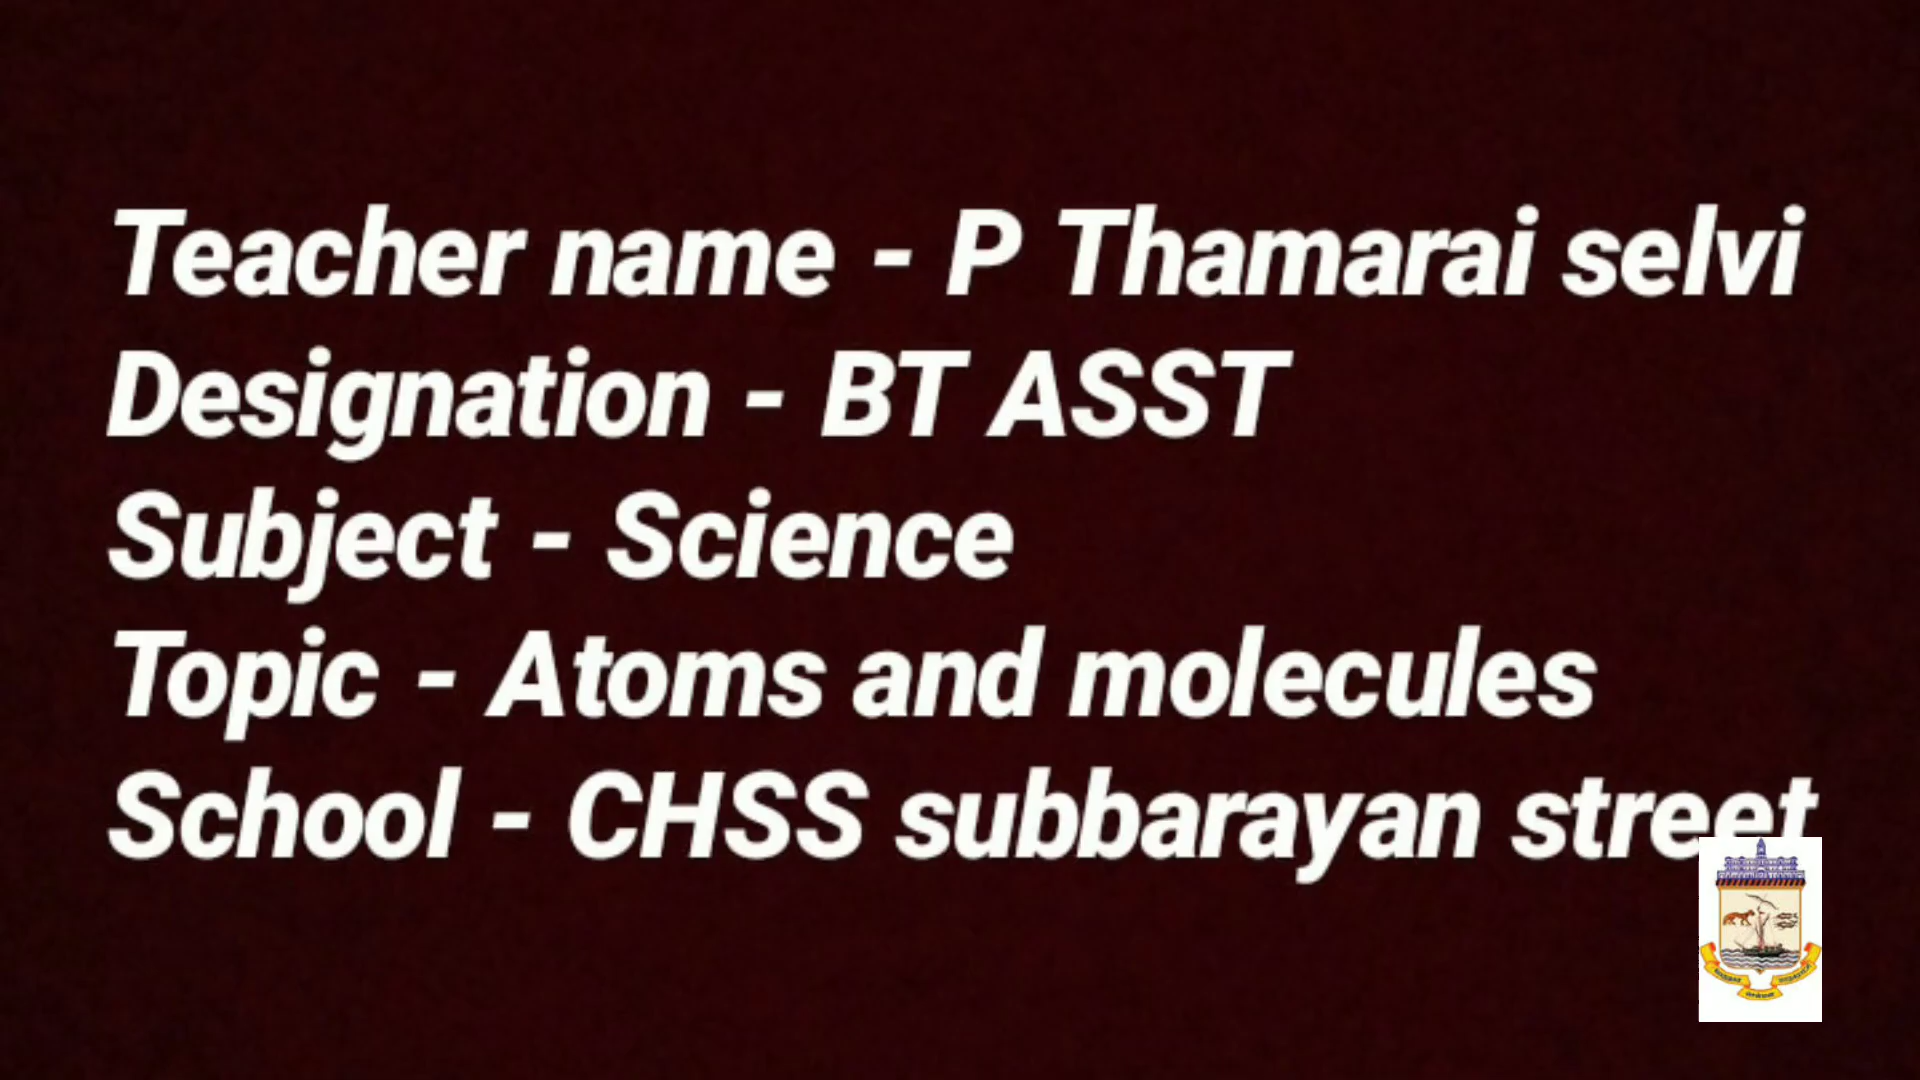 Teacher name - P Thamarai selvi
Designation - BT ASST
Subject - Science
Topic - Atoms and molecules
School - CHSS subbarayan street